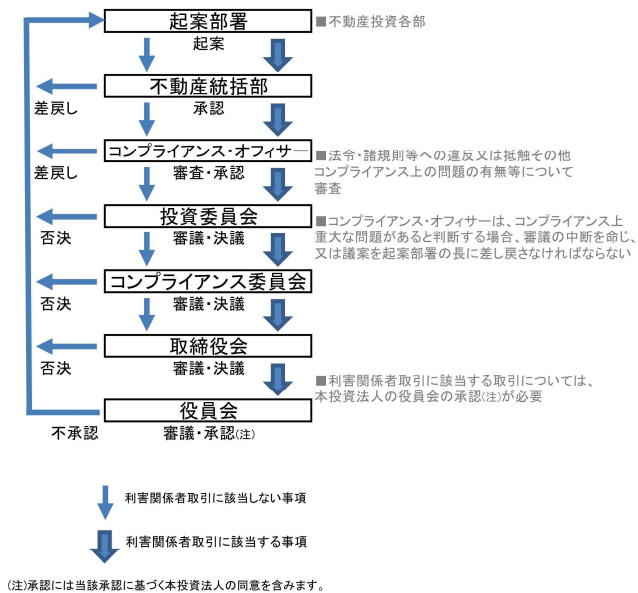 起案部署
■不動産投資各部
起案
不動産統括部
差戻し
承認
コンプライアンス・オフィサー
■法令・諸規則等への違反又は抵触その他
コンプライアンス上の問題の有無等について
審査
差戻し
審査・承認
投資委員会
■コンプライアンス・オフィサーは、コンプライアンス上
重大な問題があると判断する場合、審議の中断を命じ、
又は議案を起案部署の長に差し戻さなければならない
否決
審議・決議
コンプライアンス委員会
否決
審議・決議
取締役会
否決
審議・決議
■利害関係者取引に該当する取引については、
本投資法人の役員会の承認(注)が必要
役員会
不承認
審議・承認(注)
利害関係者取引に該当しない事項
利害関係者取引に該当する事項
(注)承認には当該承認に基づく本投資法人の同意を含みます。